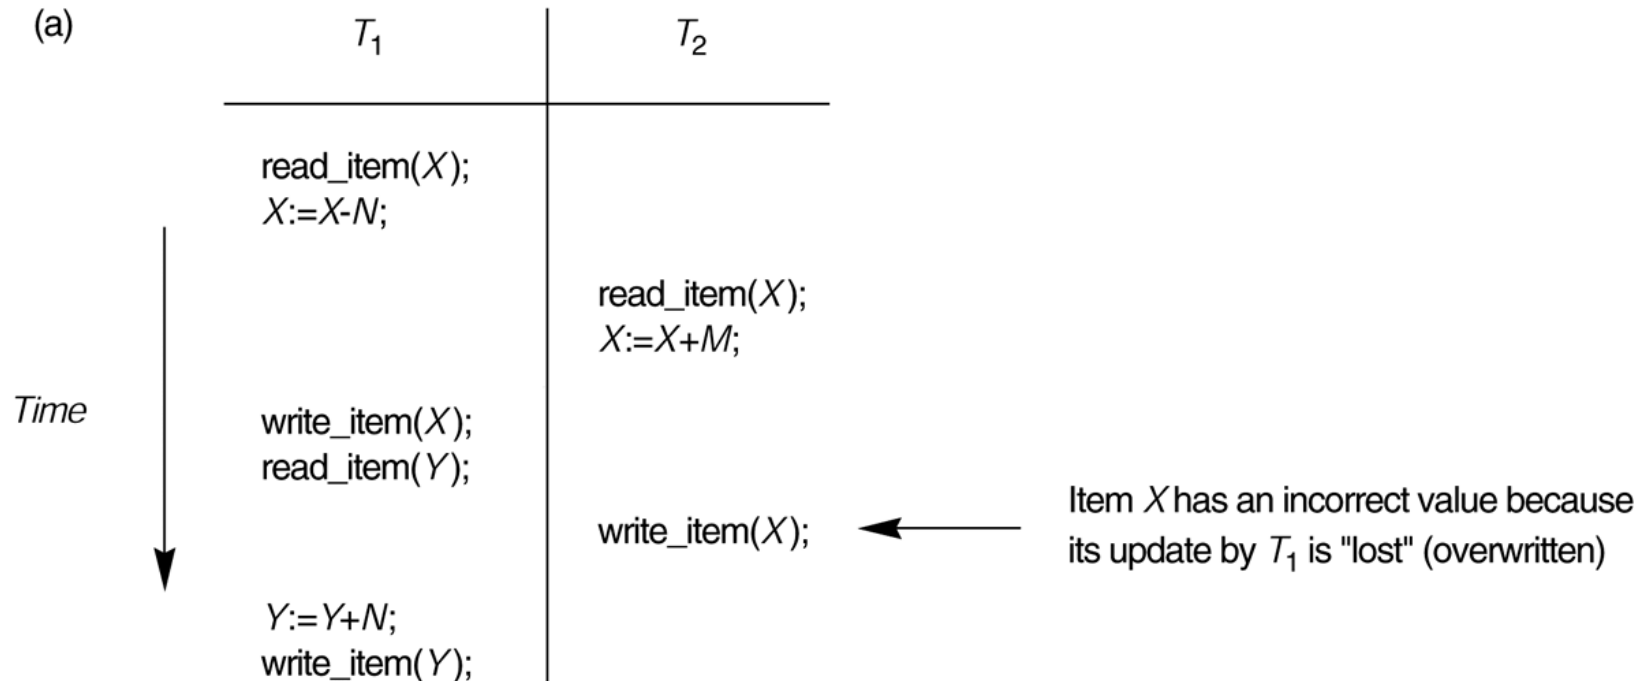 (a)
T1 T2
read_item(X);
X:=X-N;
read_item(X);
X:=X+M;
Time
write_item(X);
read_item(Y);
write_item(X);
Item X has an incorrect value because
its update by T1 is "lost" (overwritten)
Y:=Y+N;
write_item(Y);